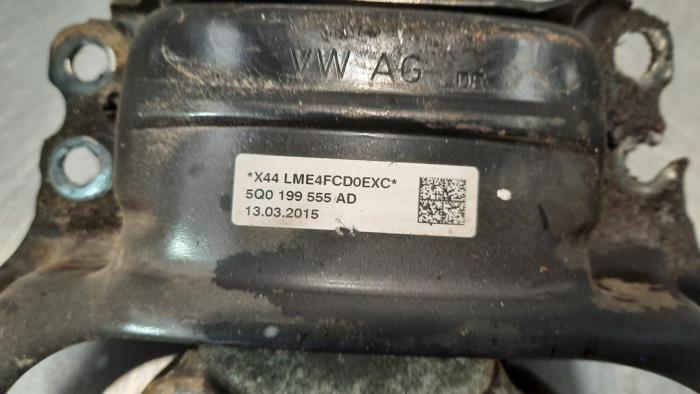 VW AG
*X44 LME4FCD0EXC*
5Q0 199 555 AD
13.03.2015